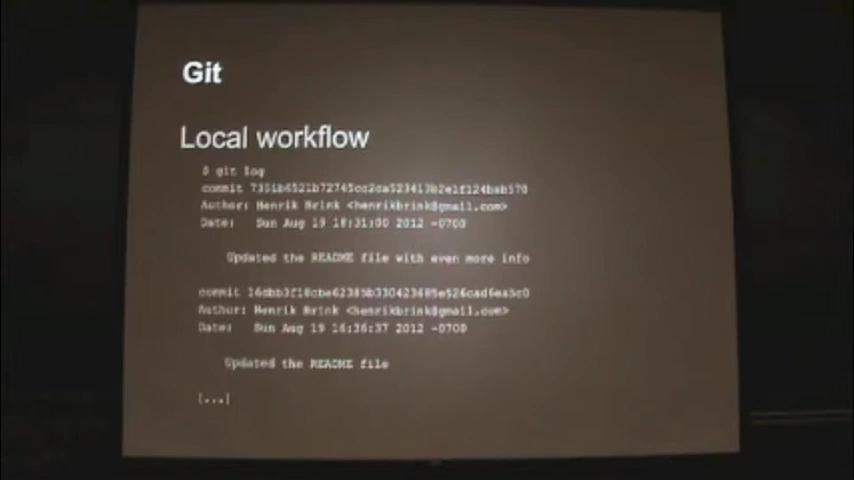 Git
Local workflow
$ git log
commit
Author: Henrik Brink <henrikbrink@gmail.com>
Date: Sun Aug 19 18:31:00 2012 -0700
Updated the README file with even more info
commit
Author: Henrik Brink <henrikbrink@gmail.com>
Date: Sun Aug 19 16:36:37 2012 -0700
Updated the README file
[...]